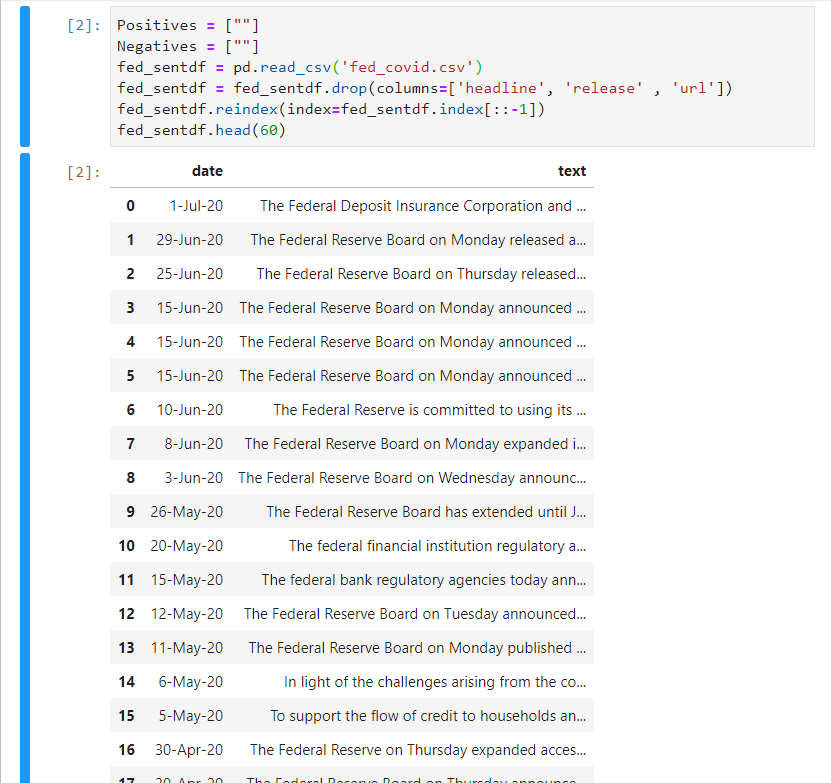 [2]: Positives = [""]
Negatives = [""]
fed_sentdf = pd.read_csv('fed_covid.csv')
fed_sentdf = fed_sentdf.drop(columns=['headline', 'release' , 'url'])
fed_sentdf.reindex(index=fed_sentdf.index[::-1])
fed_sentdf.head(60)
[2]: date text
0 1-Jul-20 The Federal Deposit Insurance Corporation and ...
1 29-Jun-20 The Federal Reserve Board on Monday released a...
2 25-Jun-20 The Federal Reserve Board on Thursday released...
3 15-Jun-20 The Federal Reserve Board on Monday announced ...
4 15-Jun-20 The Federal Reserve Board on Monday announced ...
5 15-Jun-20 The Federal Reserve Board on Monday announced ...
6 10-Jun-20 The Federal Reserve is committed to using its ...
7 8-Jun-20 The Federal Reserve Board on Monday expanded i...
8 3-Jun-20 The Federal Reserve Board on Wednesday announc...
9 26-May-20 The Federal Reserve Board has extended until J...
10 20-May-20 The federal financial institution regulatory a...
11 15-May-20 The federal bank regulatory agencies today ann...
12 12-May-20 The Federal Reserve Board on Tuesday announced...
13 11-May-20 The Federal Reserve Board on Monday published ...
14 6-May-20 In light of the challenges arising from the co...
15 5-May-20 To support the flow of credit to households an...
16 30-Apr-20 The Federal Reserve on Thursday expanded acces...
17 30-Apr-20 The Federal Reserve Board on Thursday announce...